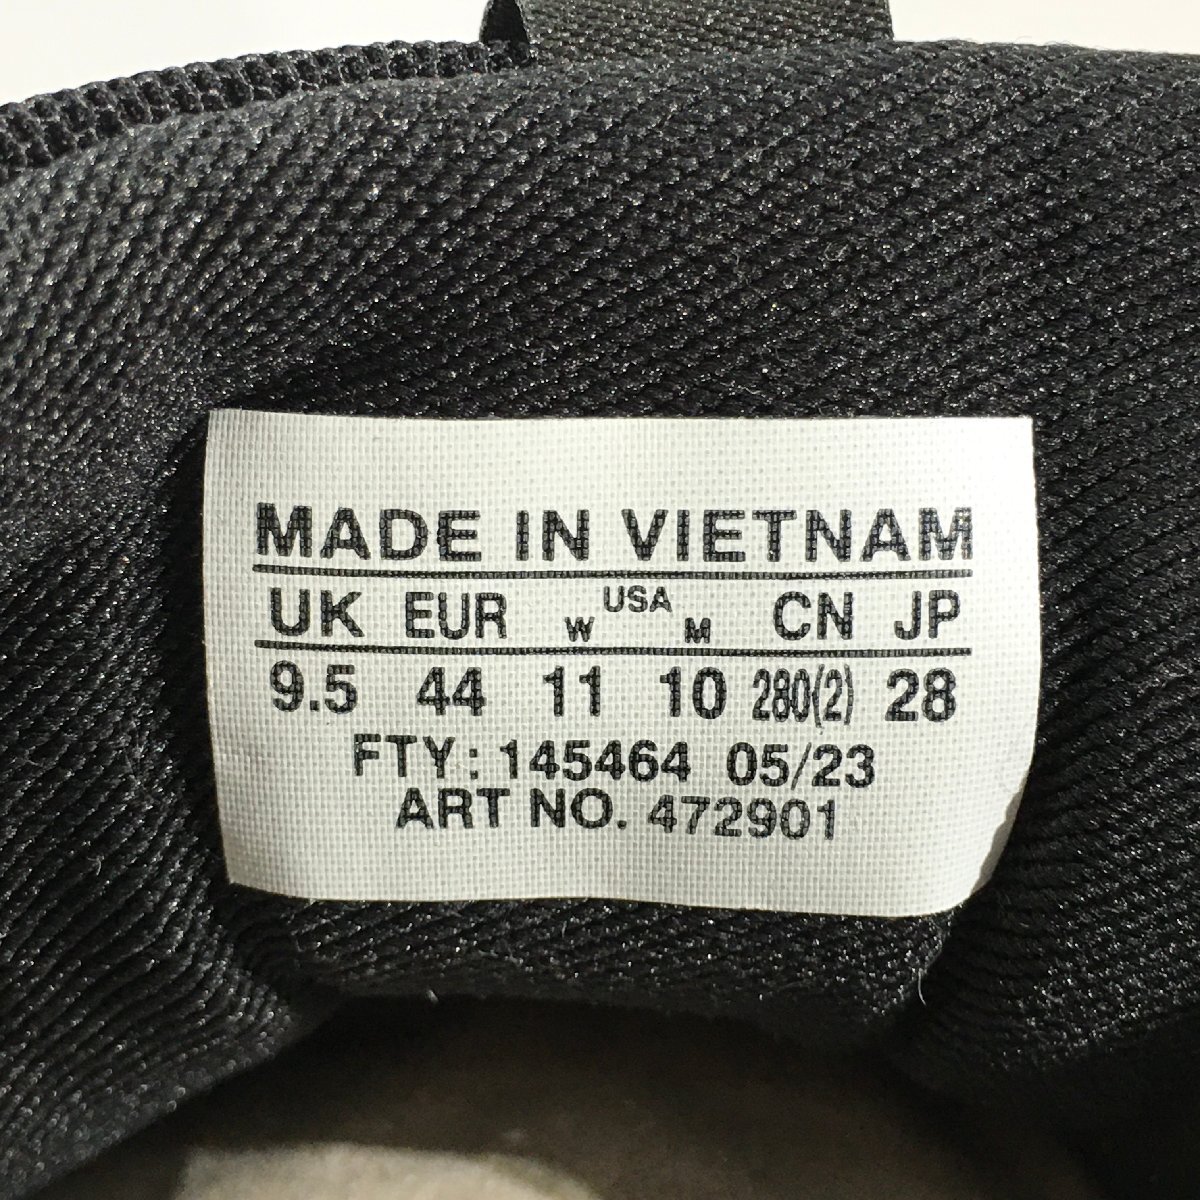 MADE IN VIETNAM
UK EUR W USA M CN JP
9.5 44 11 10 280(2) 28
FTY: 145464 05/23
ART NO. 472901